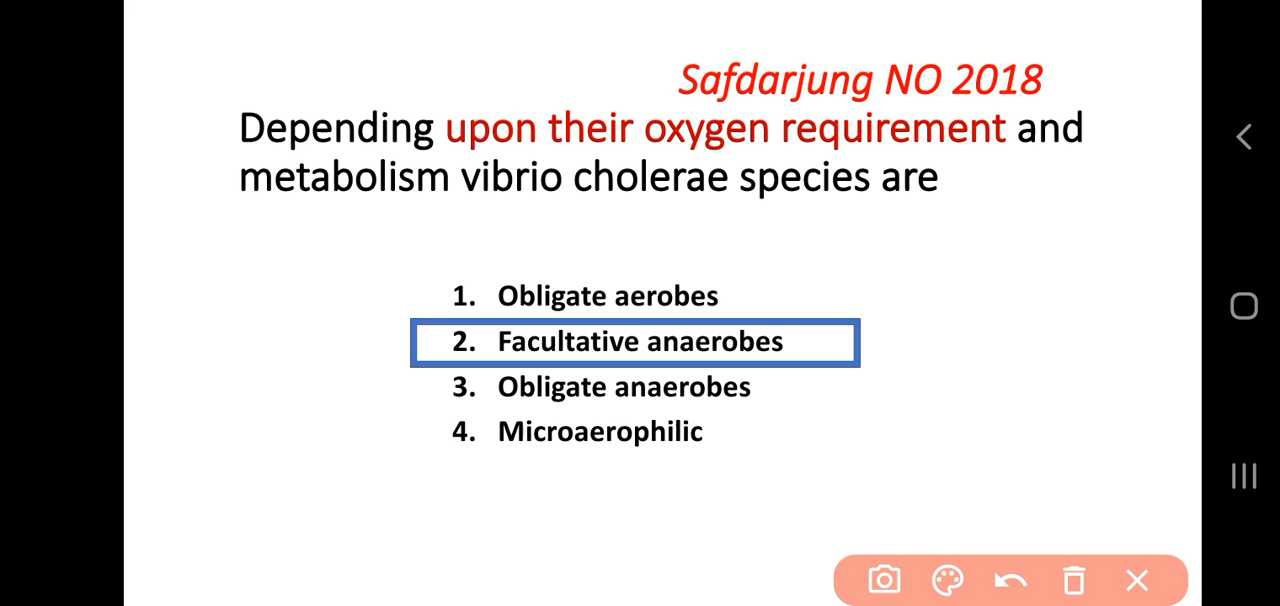 Safdarjung NO 2018
Depending upon their oxygen requirement and
metabolism vibrio cholerae species are
1. Obligate aerobes
2. Facultative anaerobes
3. Obligate anaerobes
4. Microaerophilic